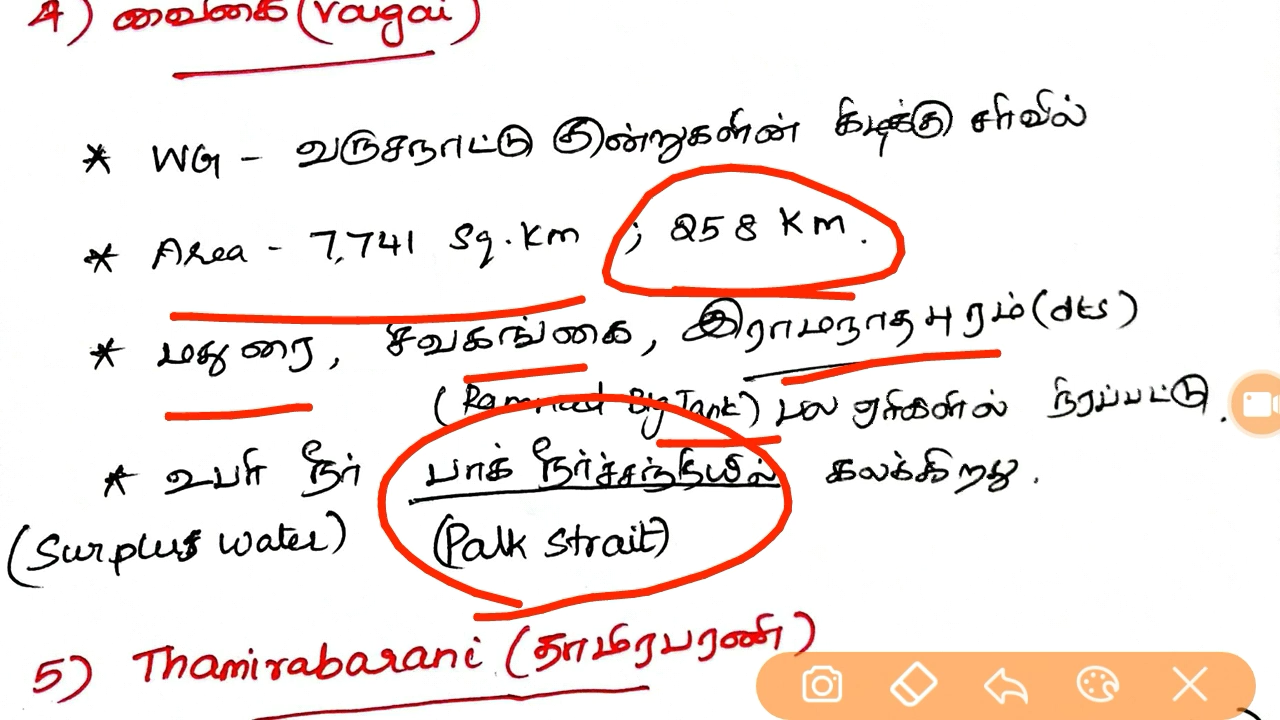 4) வைகை (Vaigai)
* WG - வருசநாட்டு குன்றுகளின் கிழக்கு சரிவில்
* Area - 7,741 Sq.Km ; 258 Km.
* மதுரை, சிவகங்கை, இராமநாதபுரம் (dts)
(Ramnad Big Tank) பல ஏரிகளில் நிரப்பட்டு.
* உபரி நீர் பாக் நீர்ச்சந்தியில் கலக்கிறது.
(Surplus water) (Palk Strait)
5) Thamirabarani (தாமிரபரணி)